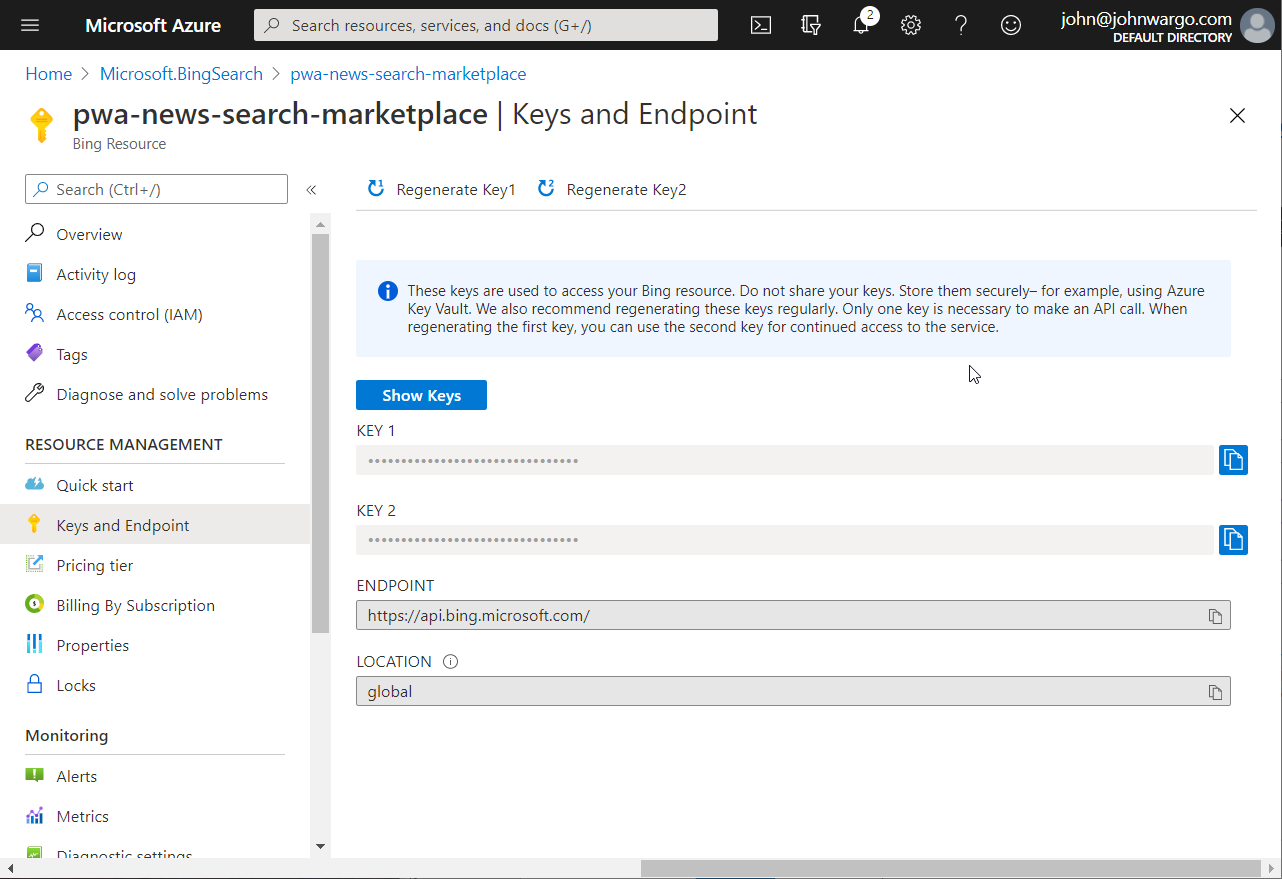 Microsoft Azure
Search resources, services, and docs (G+/)
2
john@johnwargo.com
DEFAULT DIRECTORY
Home > Microsoft.BingSearch > pwa-news-search-marketplace
pwa-news-search-marketplace | Keys and Endpoint
Bing Resource
Search (Ctrl+/)
«
Overview
Activity log
Access control (IAM)
Tags
Diagnose and solve problems
RESOURCE MANAGEMENT
Quick start
Keys and Endpoint
Pricing tier
Billing By Subscription
Properties
Locks
Monitoring
Alerts
Metrics
Diagnostic settings
1 Regenerate Key1
2 Regenerate Key2
These keys are used to access your Bing resource. Do not share your keys. Store them securely– for example, using Azure
Key Vault. We also recommend regenerating these keys regularly. Only one key is necessary to make an API call. When
regenerating the first key, you can use the second key for continued access to the service.
Show Keys
KEY 1
••••••••••••••••••••••••••••••••
KEY 2
••••••••••••••••••••••••••••••••
ENDPOINT
https://api.bing.microsoft.com/
LOCATION
global